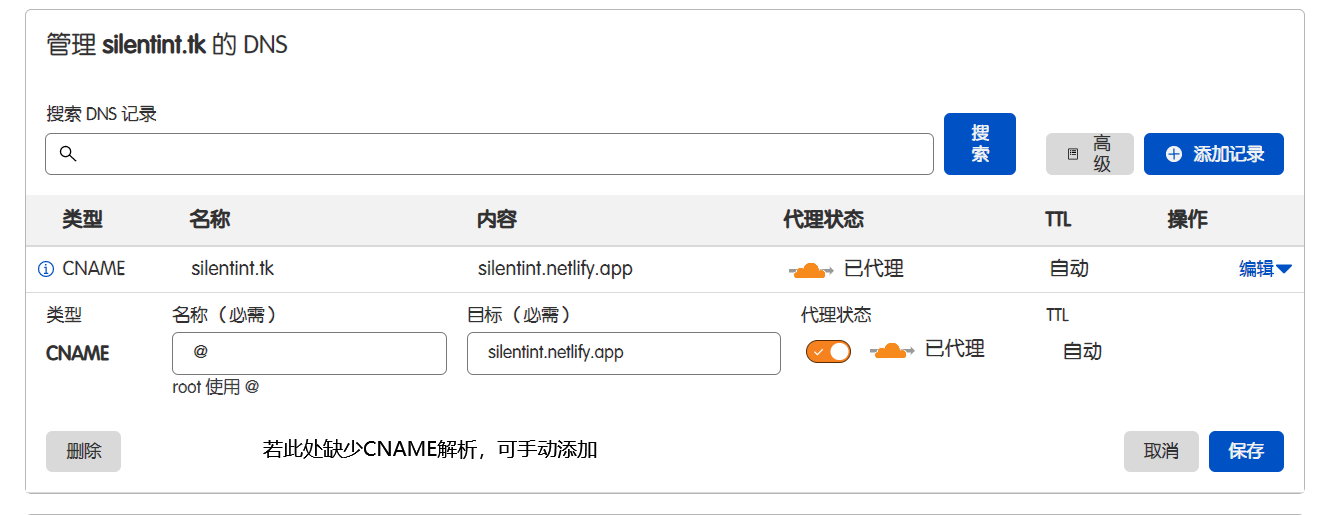 管理 silentint.tk 的 DNS
搜索 DNS 记录
搜索
高级
添加记录
类型 名称 内容 代理状态 TTL 操作
CNAME silentint.tk silentint.netlify.app 已代理 自动 编辑
类型 名称（必需） 目标（必需） 代理状态 TTL
CNAME @ silentint.netlify.app 已代理 自动
root 使用 @
删除 若此处缺少CNAME解析，可手动添加 取消 保存